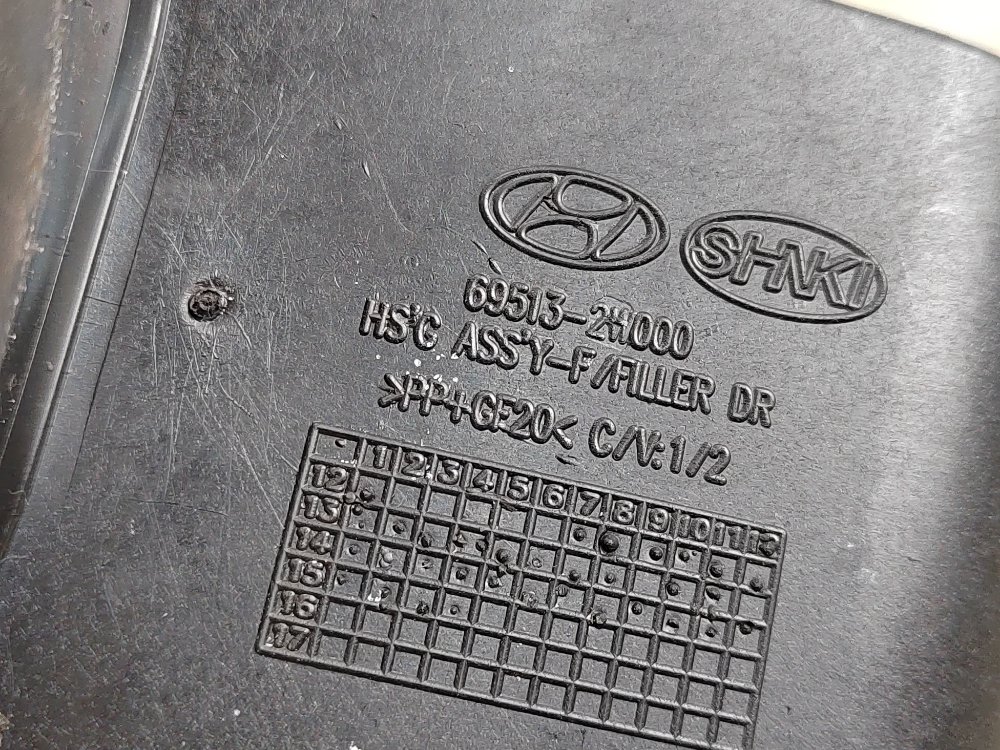 SHNKI
69513-2H000
HS'G ASS'Y-F/FILLER DR
>PP+GF20< C/V:1/2
1 2 3 4 5 6 7 8 9 10 11 12
12
13
14
15
16
17